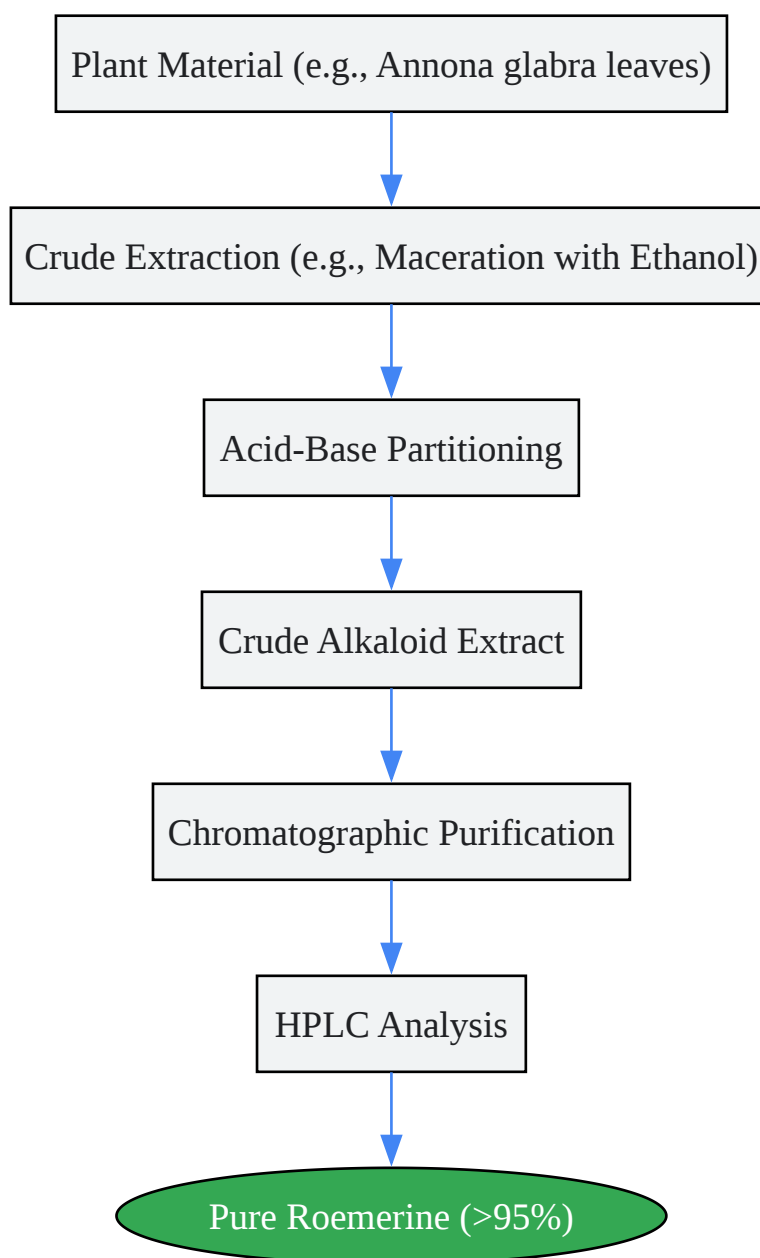 Plant Material (e.g., Annona glabra leaves)
Crude Extraction (e.g., Maceration with Ethanol)
Acid-Base Partitioning
Crude Alkaloid Extract
Chromatographic Purification
HPLC Analysis
Pure Roemerine (>95%)